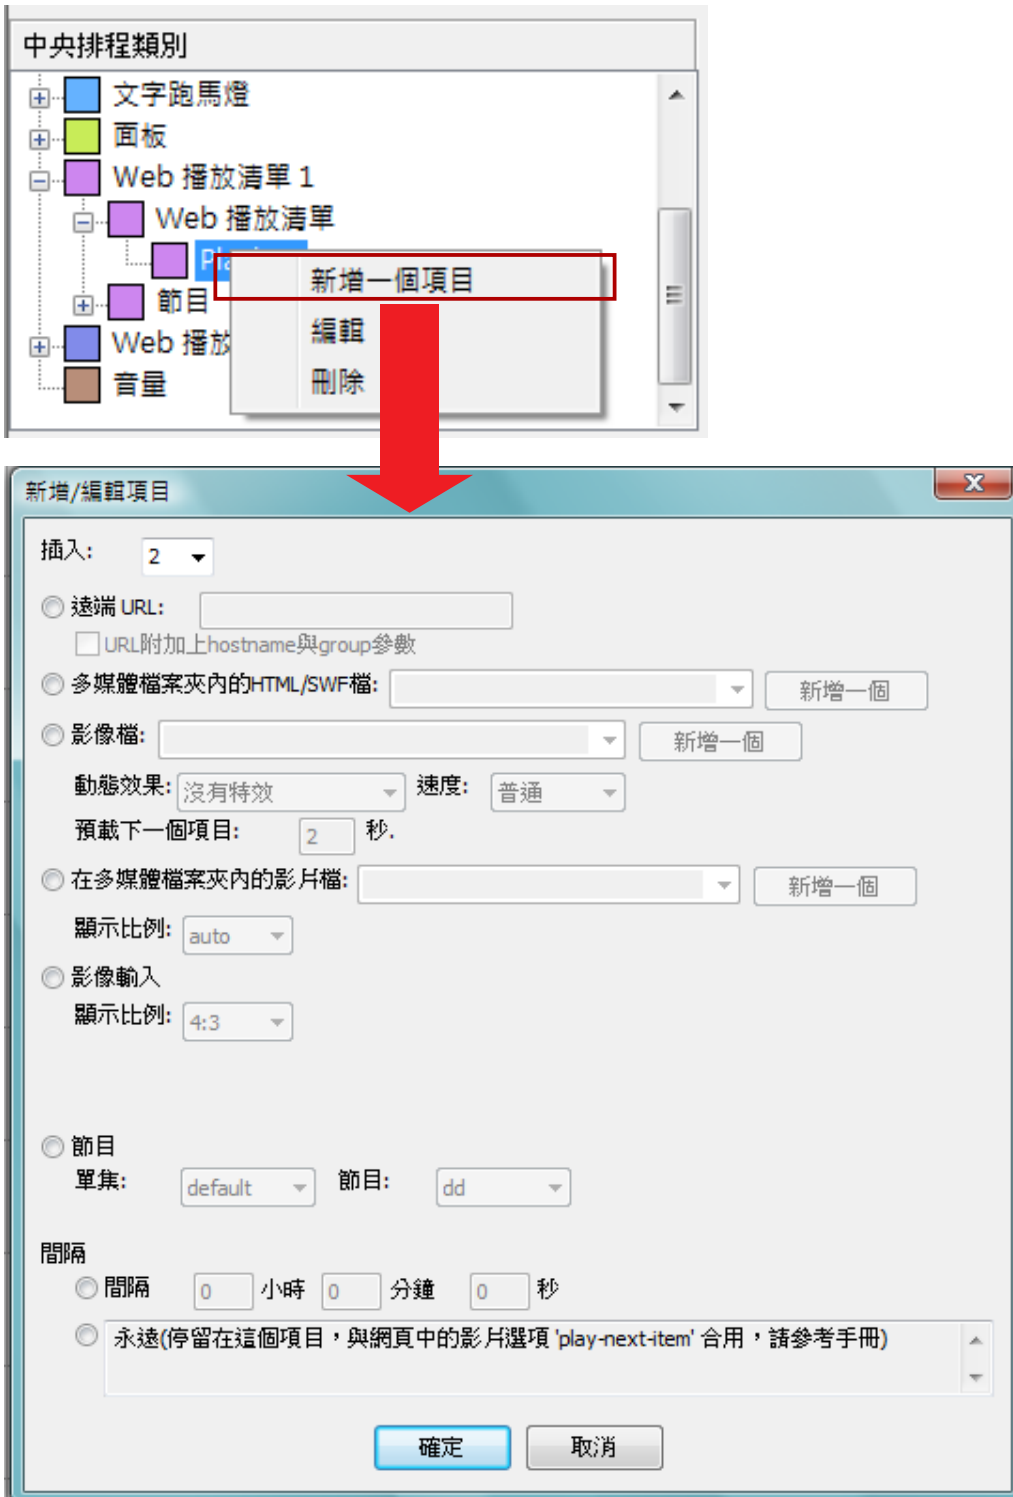 中央排程類別
文字跑馬燈
面板
Web 播放清單 1
Web 播放清單
新增一個項目
節目
編輯
Web 播放
刪除
音量
新增/編輯項目
插入: 2
遠端 URL:
URL附加上hostname與group參數
多媒體檔案夾內的HTML/SWF檔: 新增一個
影像檔: 新增一個
動態效果: 沒有特效 速度: 普通
預載下一個項目: 2 秒.
在多媒體檔案夾內的影片檔: 新增一個
顯示比例: auto
影像輸入
顯示比例: 4:3
節目
單集: default 節目: dd
間隔
間隔 0 小時 0 分鐘 0 秒
永遠(停留在這個項目，與網頁中的影片選項 'play-next-item' 合用，請參考手冊)
確定 取消